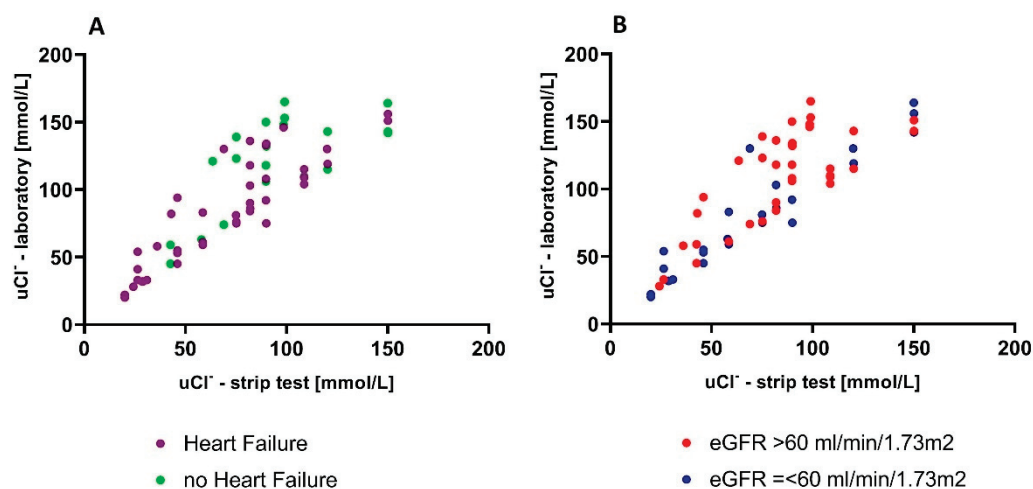 A
200
150
100
50
0
uCl⁻ - laboratory [mmol/L]
0 50 100 150 200
uCl⁻ - strip test [mmol/L]
Heart Failure
no Heart Failure
B
200
150
100
50
0
uCl⁻ - laboratory [mmol/L]
0 50 100 150 200
uCl⁻ - strip test [mmol/L]
eGFR >60 ml/min/1.73m2
eGFR =<60 ml/min/1.73m2